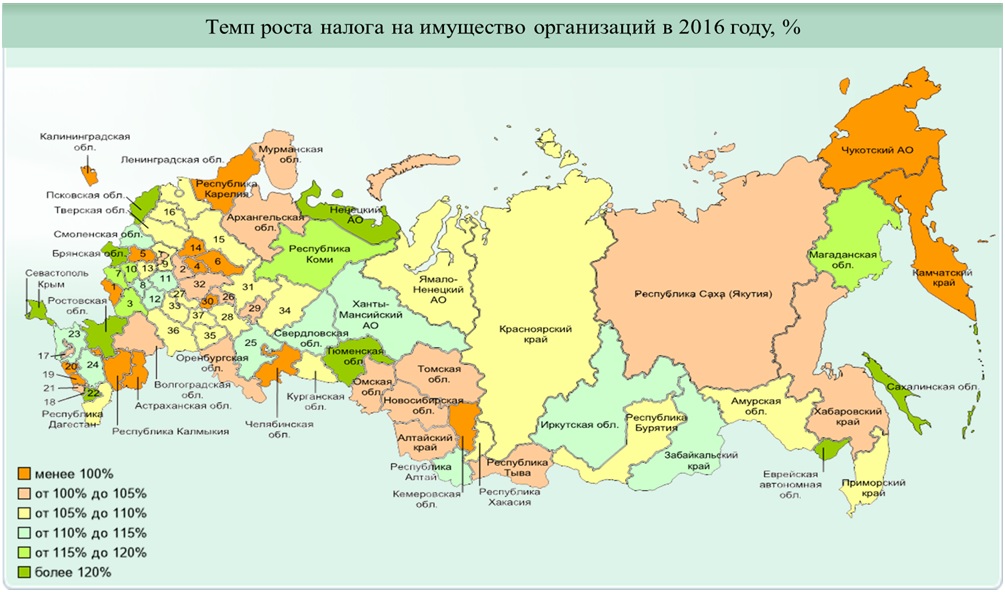 Темп роста налога на имущество организаций в 2016 году, %
Калининградская
обл.
Ленинградская обл.
Мурманская
обл.
Псковская обл.
Тверская обл.
Смоленская обл.
Брянская обл.
Севастополь
Крым
Ростовская
обл.
Республика
Карелия
Архангельская
обл.
Ненецкий
АО
Республика
Коми
Ямало-
Ненецкий
АО
Ханты-
Мансийский
АО
Свердловская
обл.
Тюменская
обл.
Красноярский
край
Республика Саха (Якутия)
Чукотский АО
Магаданская
обл.
Камчатский
край
Сахалинская обл.
Хабаровский
край
Амурская
обл.
Еврейская
автономная
обл.
Приморский
край
Иркутская обл.
Республика
Бурятия
Забайкальский
край
Томская
обл.
Омская
обл.
Новосибирская
обл.
Алтайский
край
Республика
Алтай
Кемеровская
обл.
Республика
Хакасия
Республика
Тыва
Курганская обл.
Челябинская
обл.
Оренбургская
обл.
Волгоградская
обл.
Астраханская обл.
Республика Калмыкия
Республика
Дагестан
16
15
14
5
9
4
6
2
7
10
13
11
8
1
3
12
32
27
30
26
31
33
37
28
29
34
36
35
25
23
17
20
24
19
21
18
22
менее 100%
от 100% до 105%
от 105% до 110%
от 110% до 115%
от 115% до 120%
более 120%